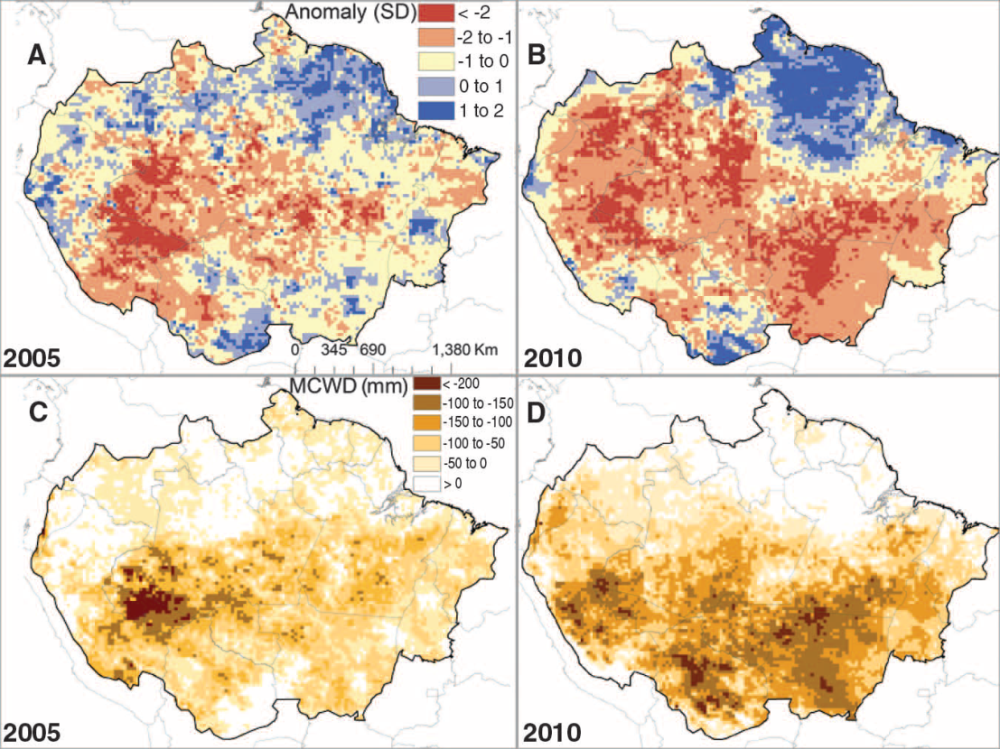 Anomaly (SD)
< -2
-2 to -1
-1 to 0
0 to 1
1 to 2
A
B
0 345 690 1,380 Km
2005
2010
MCWD (mm)
< -200
-100 to -150
-150 to -100
-100 to -50
-50 to 0
> 0
C
D
2005
2010